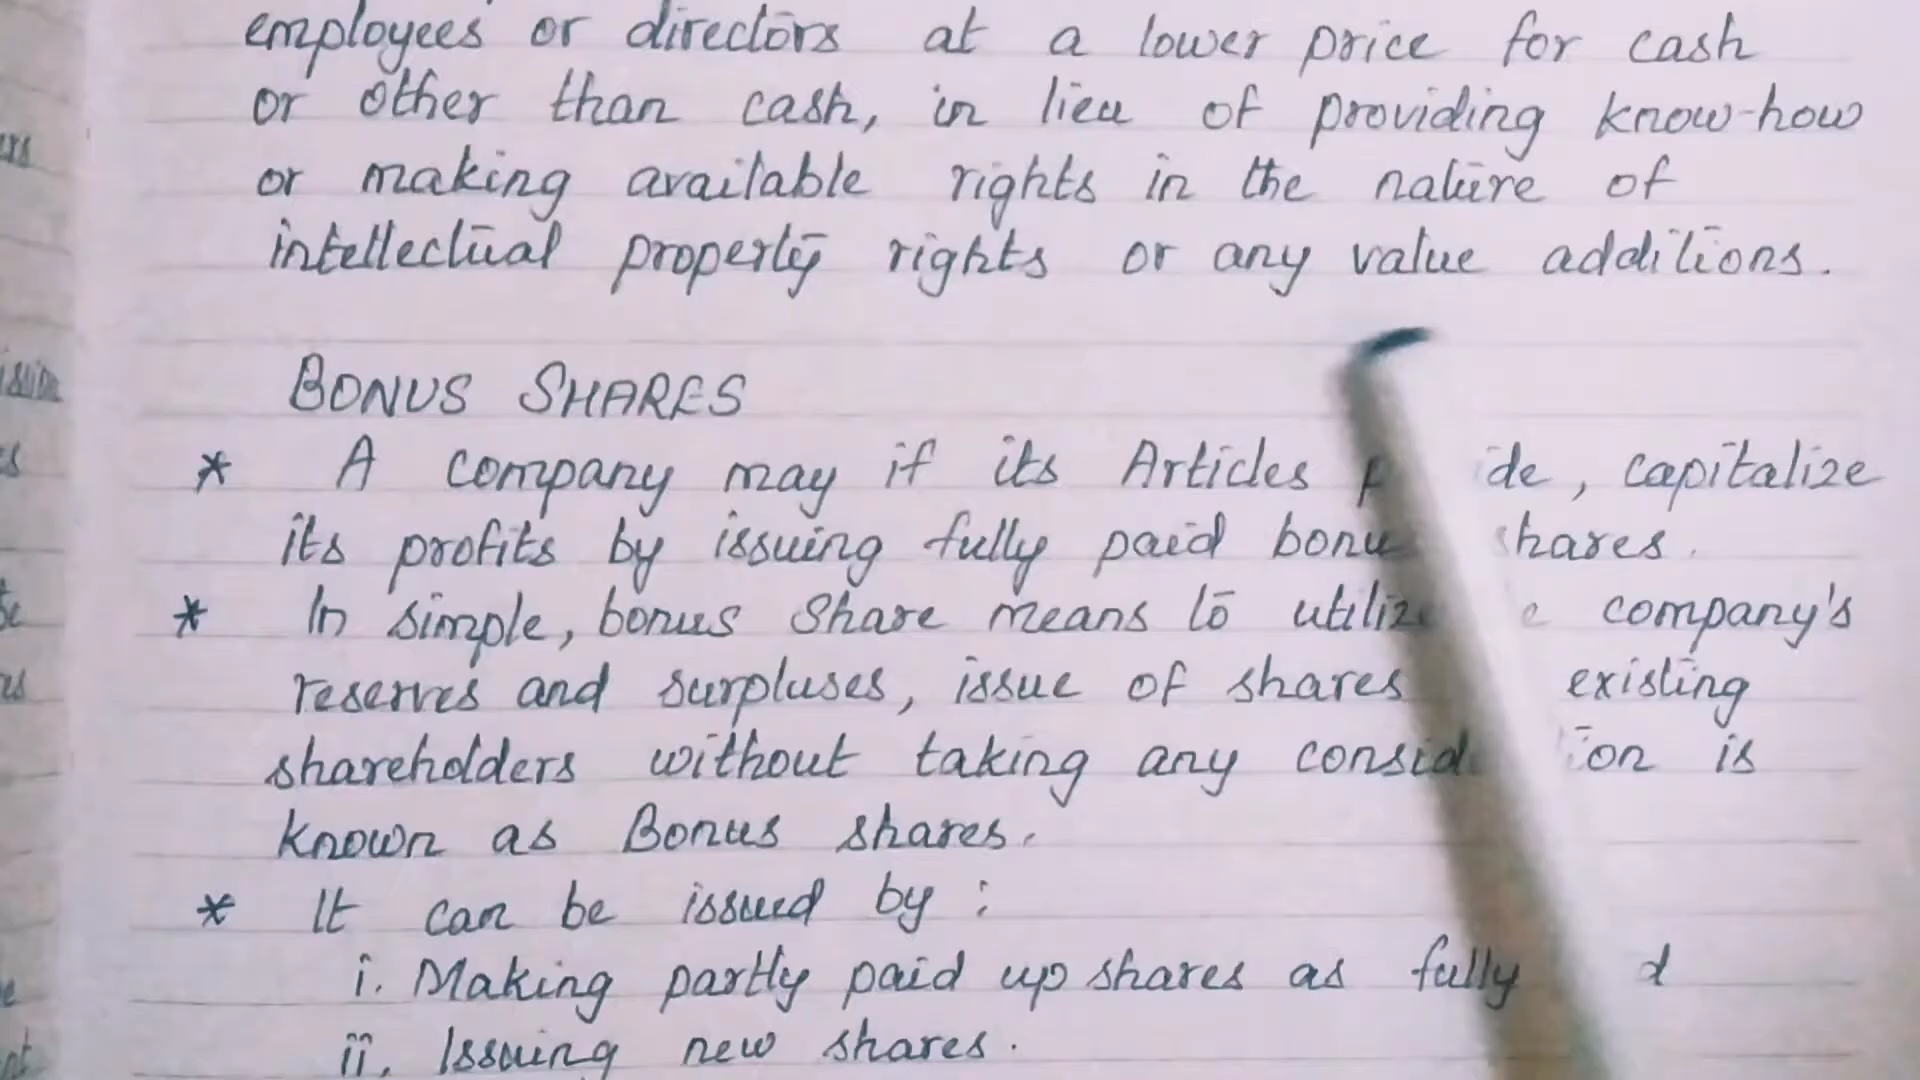 employees or directors at a lower price for cash
or other than cash, in lieu of providing know-how
or making available rights in the nature of
intellectual property rights or any value additions.
BONUS SHARES
* A company may if its Articles , capitalize
its profits by issuing fully paid shares.
* In simple, bonus Share means to company's
reserves and surpluses, issue of shares existing
shareholders without taking any is
known as Bonus shares.
* It can be issued by :
i. Making partly paid up shares as fully
ii. Issuing new shares.